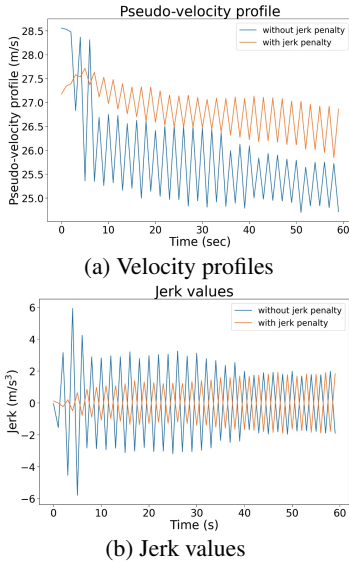 Pseudo-velocity profile
Pseudo-velocity profile (m/s)
28.5
28.0
27.5
27.0
26.5
26.0
25.5
25.0
without jerk penalty
with jerk penalty
0 10 20 30 40 50 60
Time (sec)
(a) Velocity profiles
Jerk values
Jerk (m/s³)
6
4
2
0
−2
−4
−6
without jerk penalty
with jerk penalty
0 10 20 30 40 50 60
Time (s)
(b) Jerk values